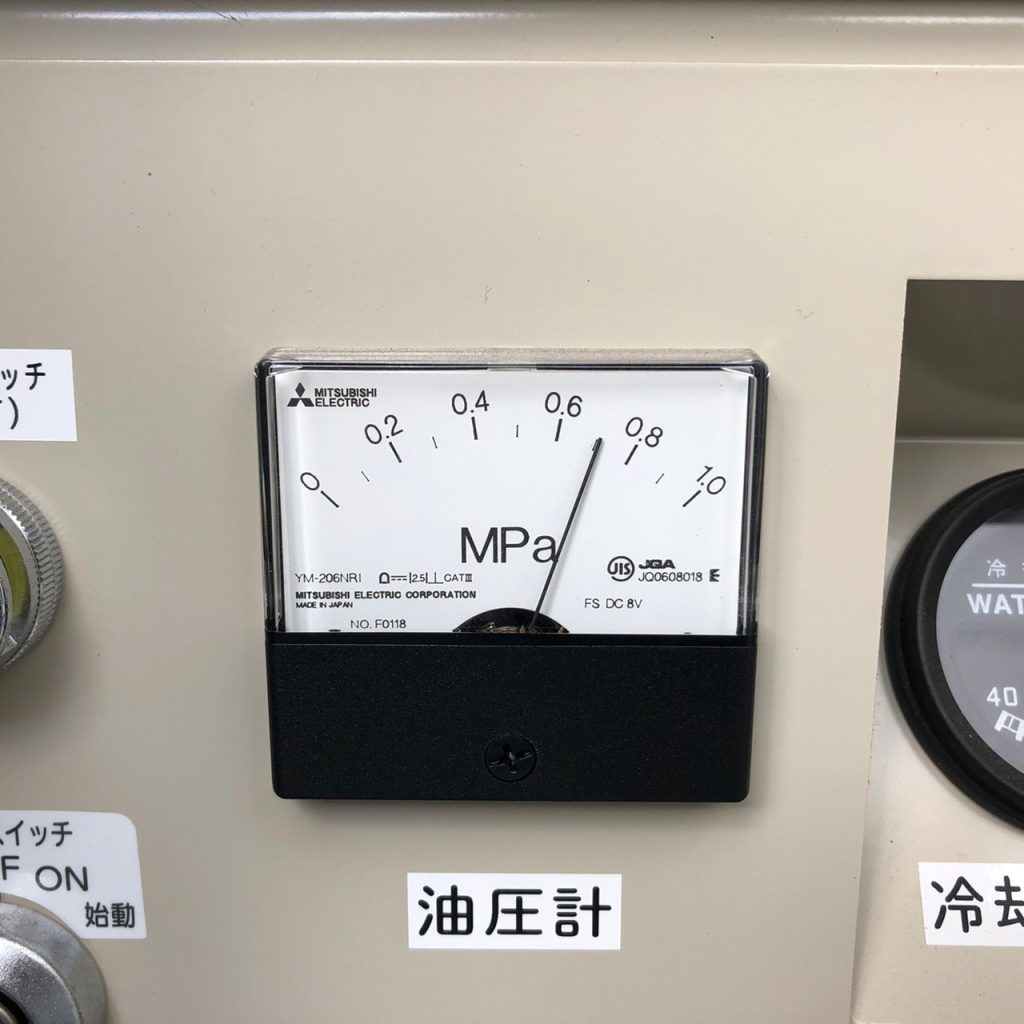 ッチ
MITSUBISHI
ELECTRIC
0
0.2
0.4
0.6
0.8
1.0
MPa
YM-206NRI
2.5
CAT III
JIS
JQA
JQ0608018 E
MITSUBISHI ELECTRIC CORPORATION
MADE IN JAPAN
FS DC 8V
NO. F0118
冷
WAT
40
スイッチ
F ON
始動
油圧計
冷却